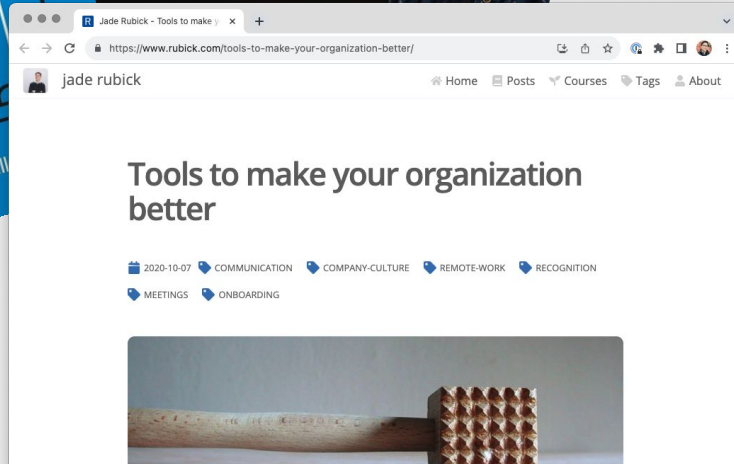 Jade Rubick - Tools to make y
https://www.rubick.com/tools-to-make-your-organization-better/
jade rubick
Home Posts Courses Tags About
Tools to make your organization
better
2020-10-07 COMMUNICATION COMPANY-CULTURE REMOTE-WORK RECOGNITION
MEETINGS ONBOARDING